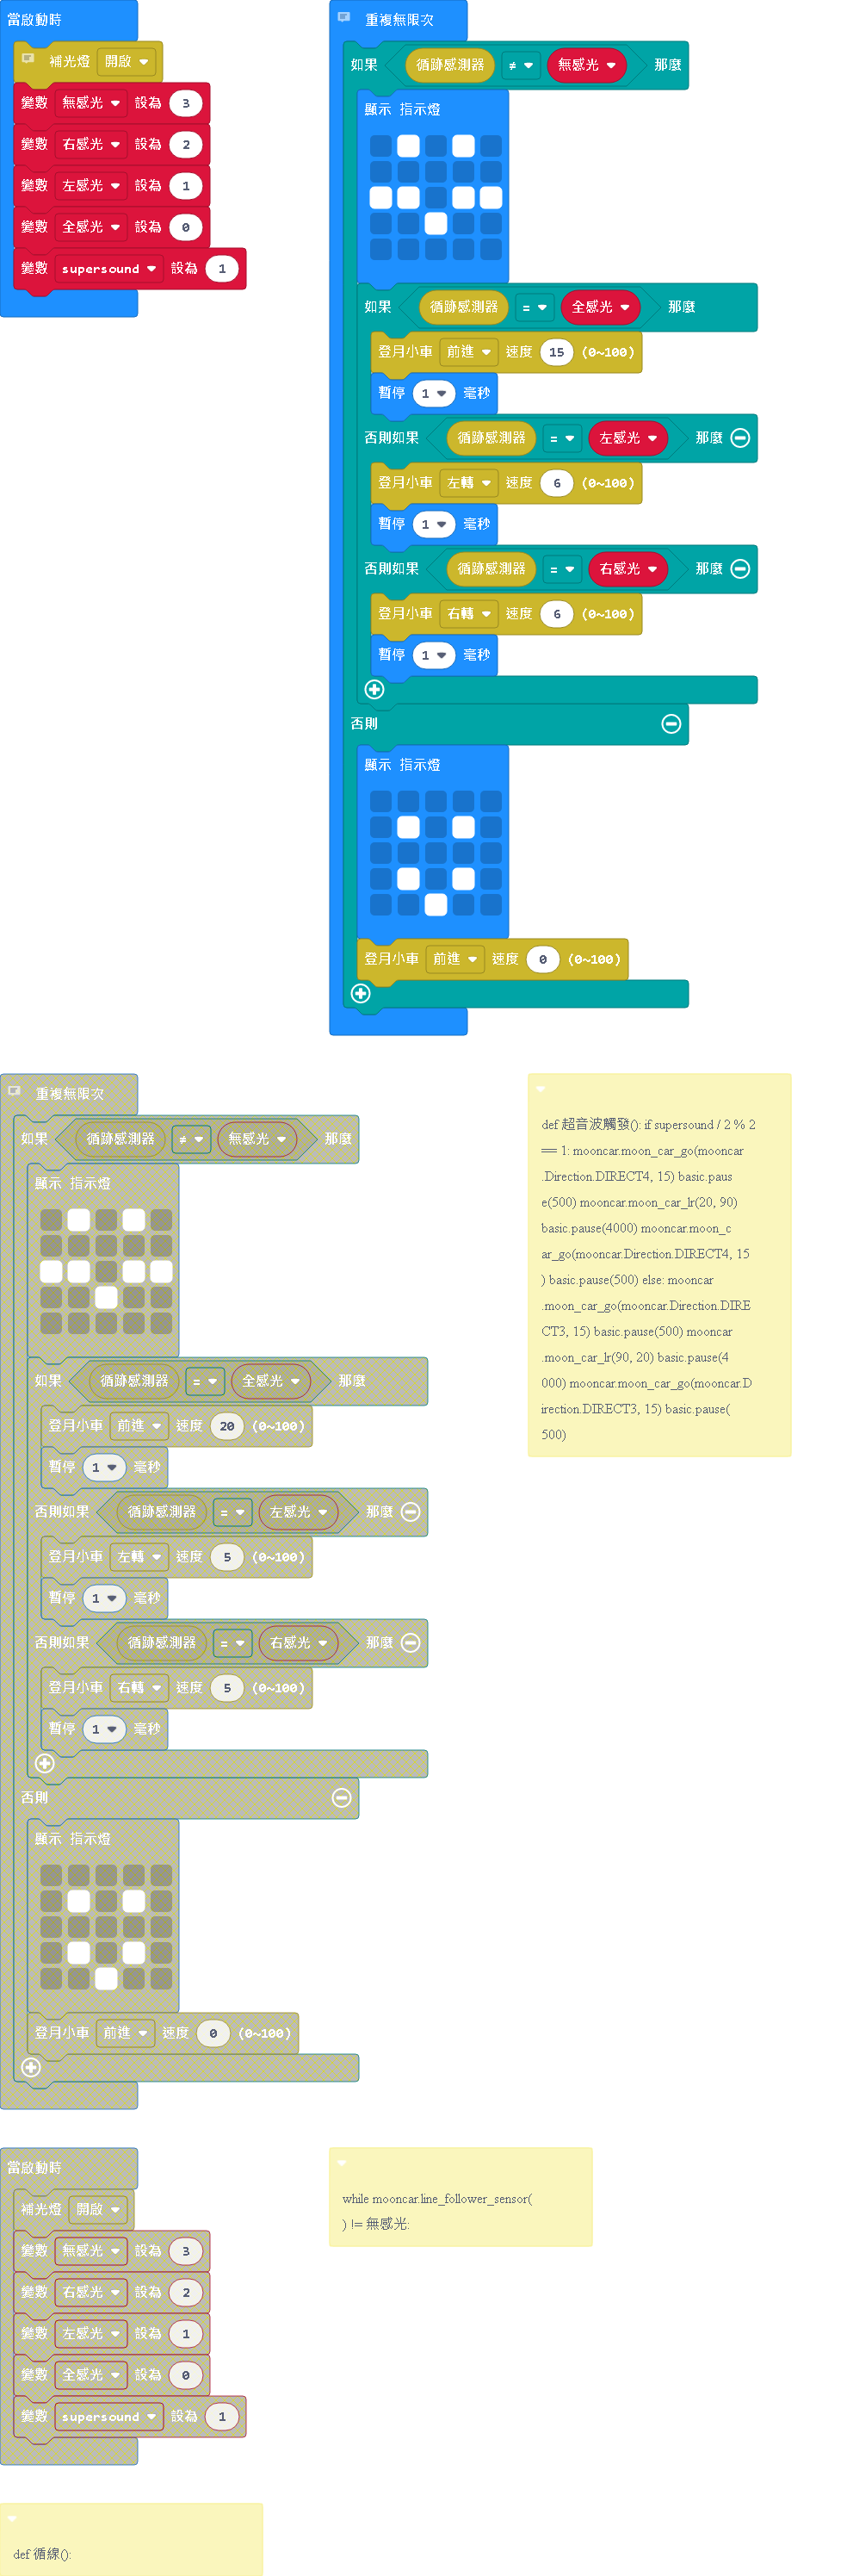 當啟動時
補光燈 開啟
變數 無感光 設為 3
變數 右感光 設為 2
變數 左感光 設為 1
變數 全感光 設為 0
變數 supersound 設為 1
重複無限次
如果 循跡感測器 ≠ 無感光 那麼
顯示 指示燈
如果 循跡感測器 = 全感光 那麼
登月小車 前進 速度 15 (0~100)
暫停 1 毫秒
否則如果 循跡感測器 = 左感光 那麼
登月小車 左轉 速度 6 (0~100)
暫停 1 毫秒
否則如果 循跡感測器 = 右感光 那麼
登月小車 右轉 速度 6 (0~100)
暫停 1 毫秒
否則
顯示 指示燈
登月小車 前進 速度 0 (0~100)
重複無限次
如果 循跡感測器 ≠ 無感光 那麼
顯示 指示燈
如果 循跡感測器 = 全感光 那麼
登月小車 前進 速度 20 (0~100)
暫停 1 毫秒
否則如果 循跡感測器 = 左感光 那麼
登月小車 左轉 速度 5 (0~100)
暫停 1 毫秒
否則如果 循跡感測器 = 右感光 那麼
登月小車 右轉 速度 5 (0~100)
暫停 1 毫秒
否則
顯示 指示燈
登月小車 前進 速度 0 (0~100)
def 超音波觸發(): if supersound / 2 % 2
== 1: mooncar.moon_car_go(mooncar
.Direction.DIRECT4, 15) basic.paus
e(500) mooncar.moon_car_lr(20, 90)
basic.pause(4000) mooncar.moon_c
ar_go(mooncar.Direction.DIRECT4, 15
) basic.pause(500) else: mooncar
.moon_car_go(mooncar.Direction.DIRE
CT3, 15) basic.pause(500) mooncar
.moon_car_lr(90, 20) basic.pause(4
000) mooncar.moon_car_go(mooncar.D
irection.DIRECT3, 15) basic.pause(
500)
當啟動時
補光燈 開啟
變數 無感光 設為 3
變數 右感光 設為 2
變數 左感光 設為 1
變數 全感光 設為 0
變數 supersound 設為 1
while mooncar.line_follower_sensor(
) != 無感光:
def 循線():